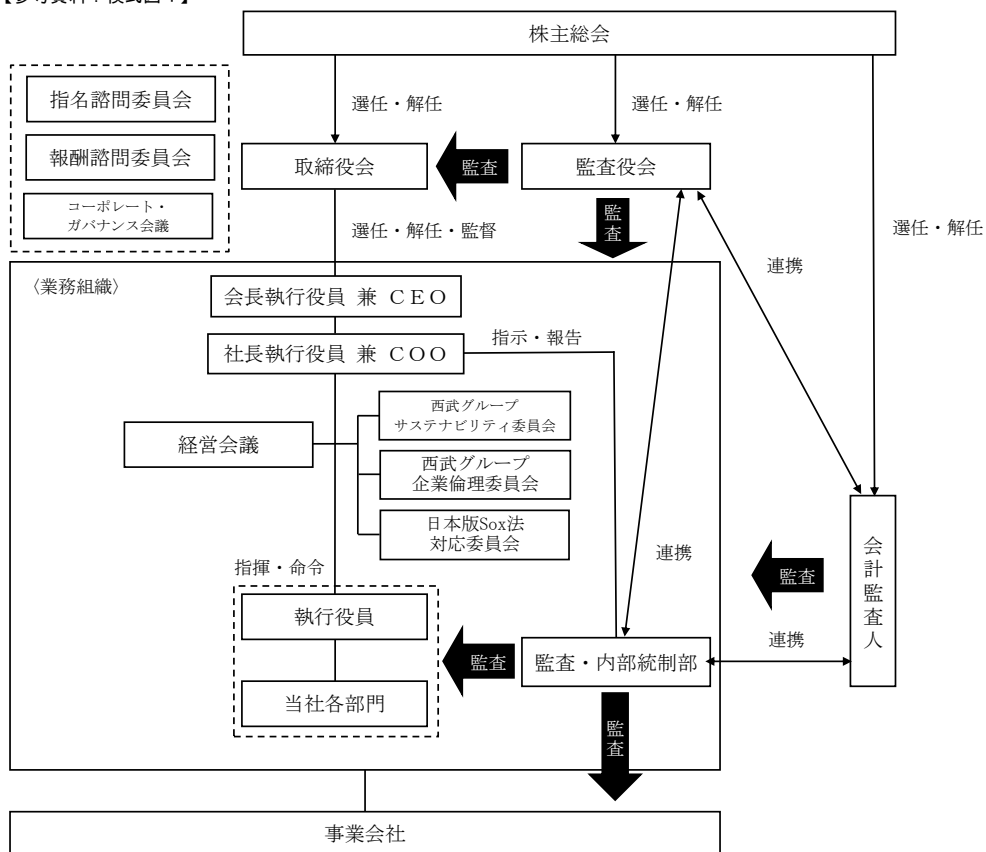 【参考資料：模式図1】
株主総会
指名諮問委員会
報酬諮問委員会
コーポレート・
ガバナンス会議
選任・解任
選任・解任
選任・解任
取締役会
監査
監査役会
選任・解任・監督
監査
連携
〈業務組織〉
会長執行役員 兼 CEO
社長執行役員 兼 COO
指示・報告
経営会議
西武グループ
サステナビリティ委員会
西武グループ
企業倫理委員会
日本版Sox法
対応委員会
連携
会計監査人
監査
指揮・命令
執行役員
当社各部門
監査
監査・内部統制部
連携
監査
事業会社